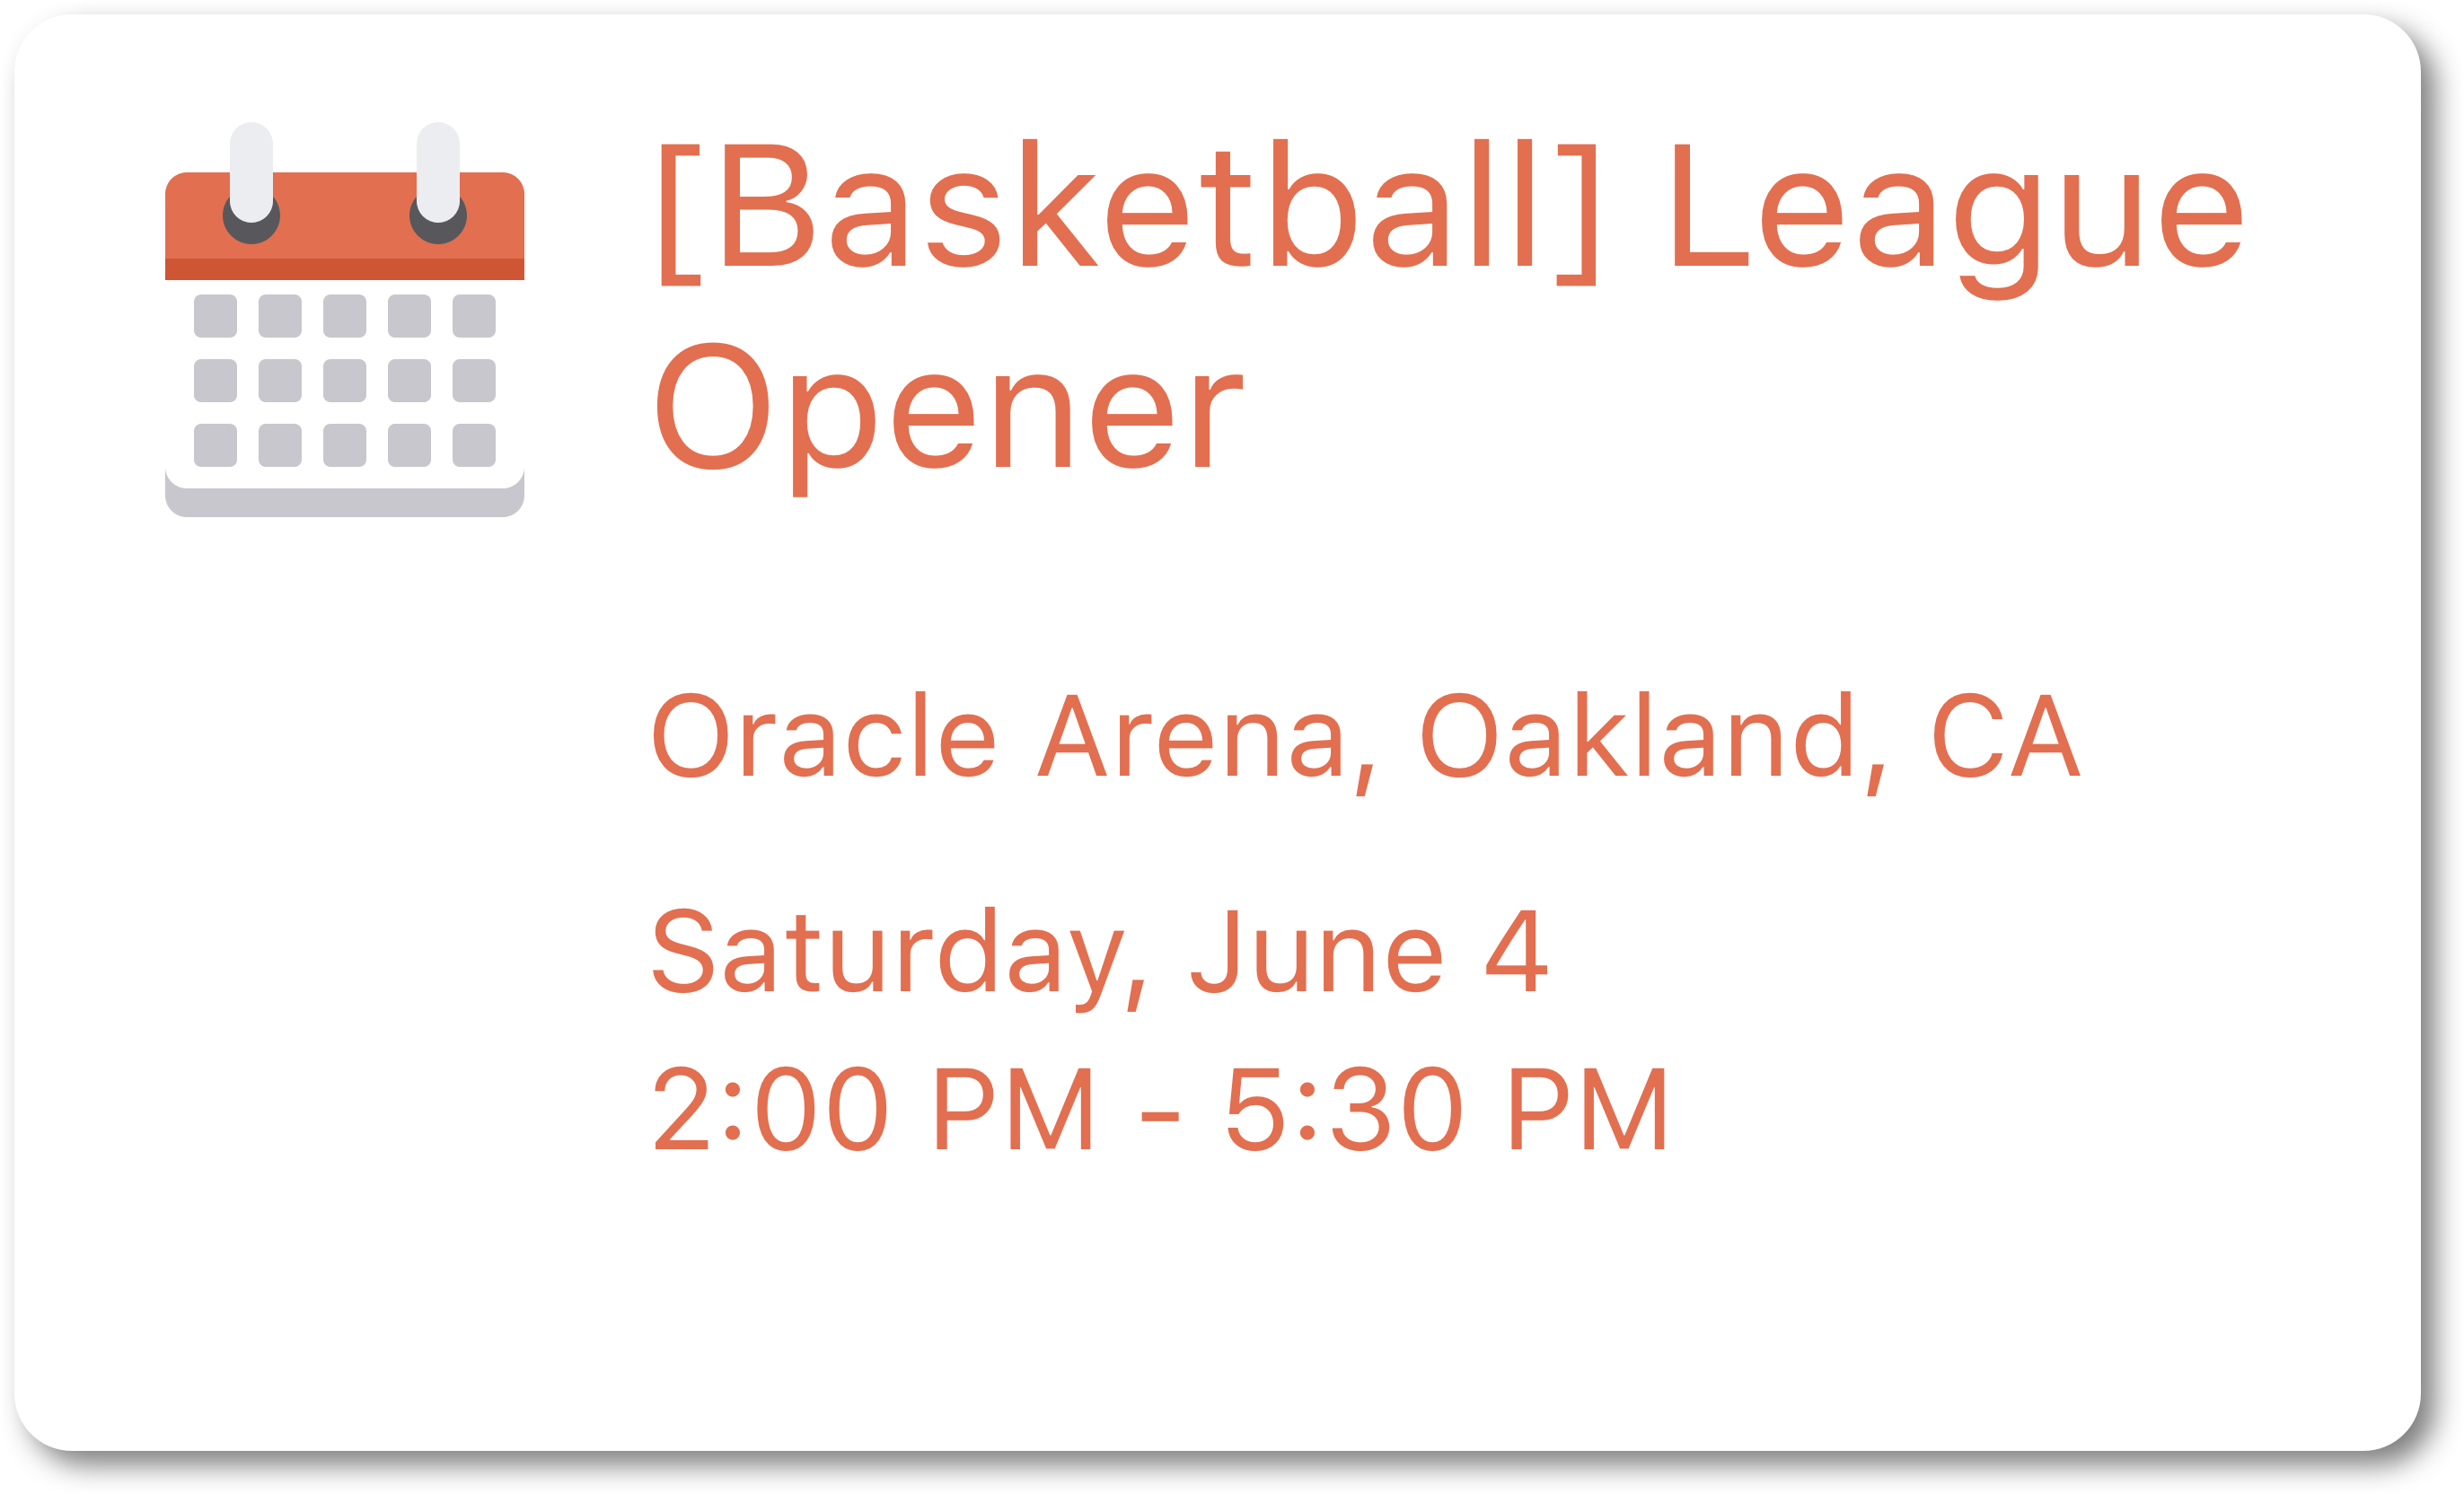 [Basketball] League
Opener
Oracle Arena, Oakland, CA
Saturday, June 4
2:00 PM - 5:30 PM